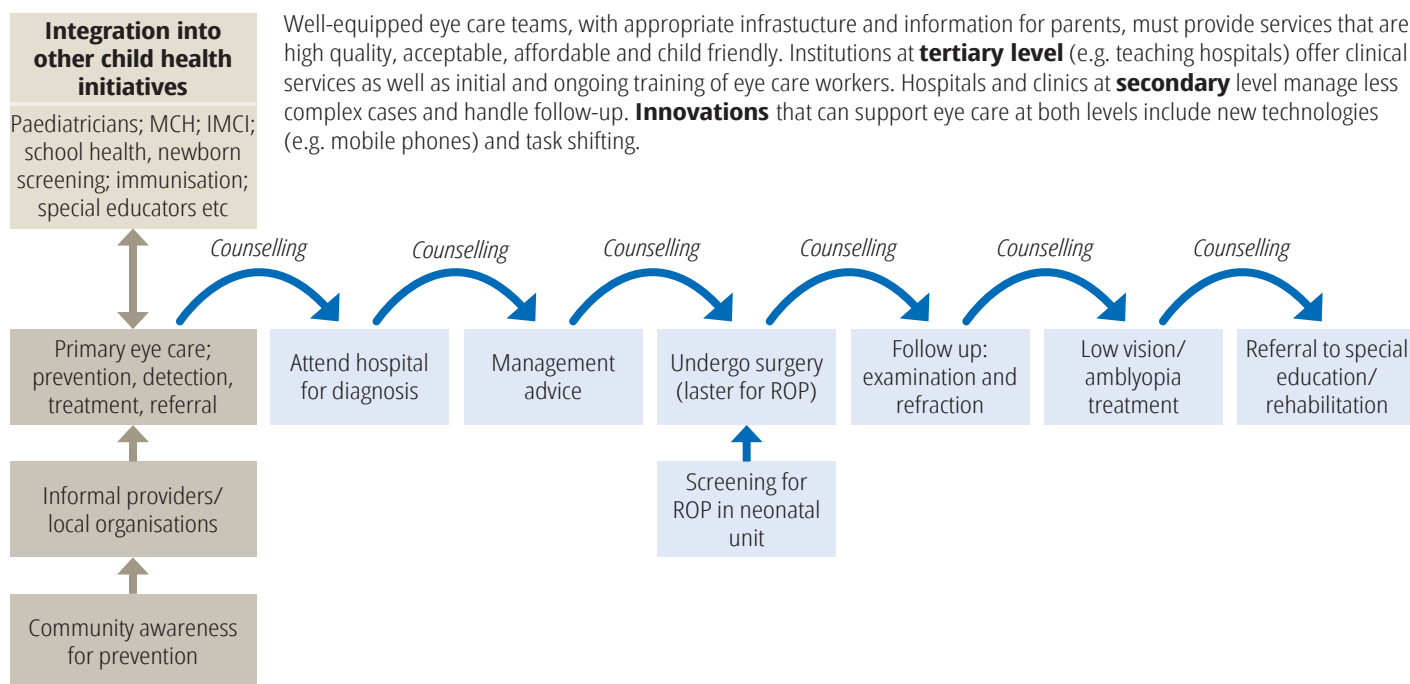 Integration into
other child health
initiatives
Paediatricians; MCH; IMCI;
school health, newborn
screening; immunisation;
special educators etc
Well-equipped eye care teams, with appropriate infrastucture and information for parents, must provide services that are
high quality, acceptable, affordable and child friendly. Institutions at tertiary level (e.g. teaching hospitals) offer clinical
services as well as initial and ongoing training of eye care workers. Hospitals and clinics at secondary level manage less
complex cases and handle follow-up. Innovations that can support eye care at both levels include new technologies
(e.g. mobile phones) and task shifting.
Counselling
Counselling
Counselling
Counselling
Counselling
Counselling
Primary eye care;
prevention, detection,
treatment, referral
Attend hospital
for diagnosis
Management
advice
Undergo surgery
(laster for ROP)
Follow up:
examination and
refraction
Low vision/
amblyopia
treatment
Referral to special
education/
rehabilitation
Informal providers/
local organisations
Screening for
ROP in neonatal
unit
Community awareness
for prevention